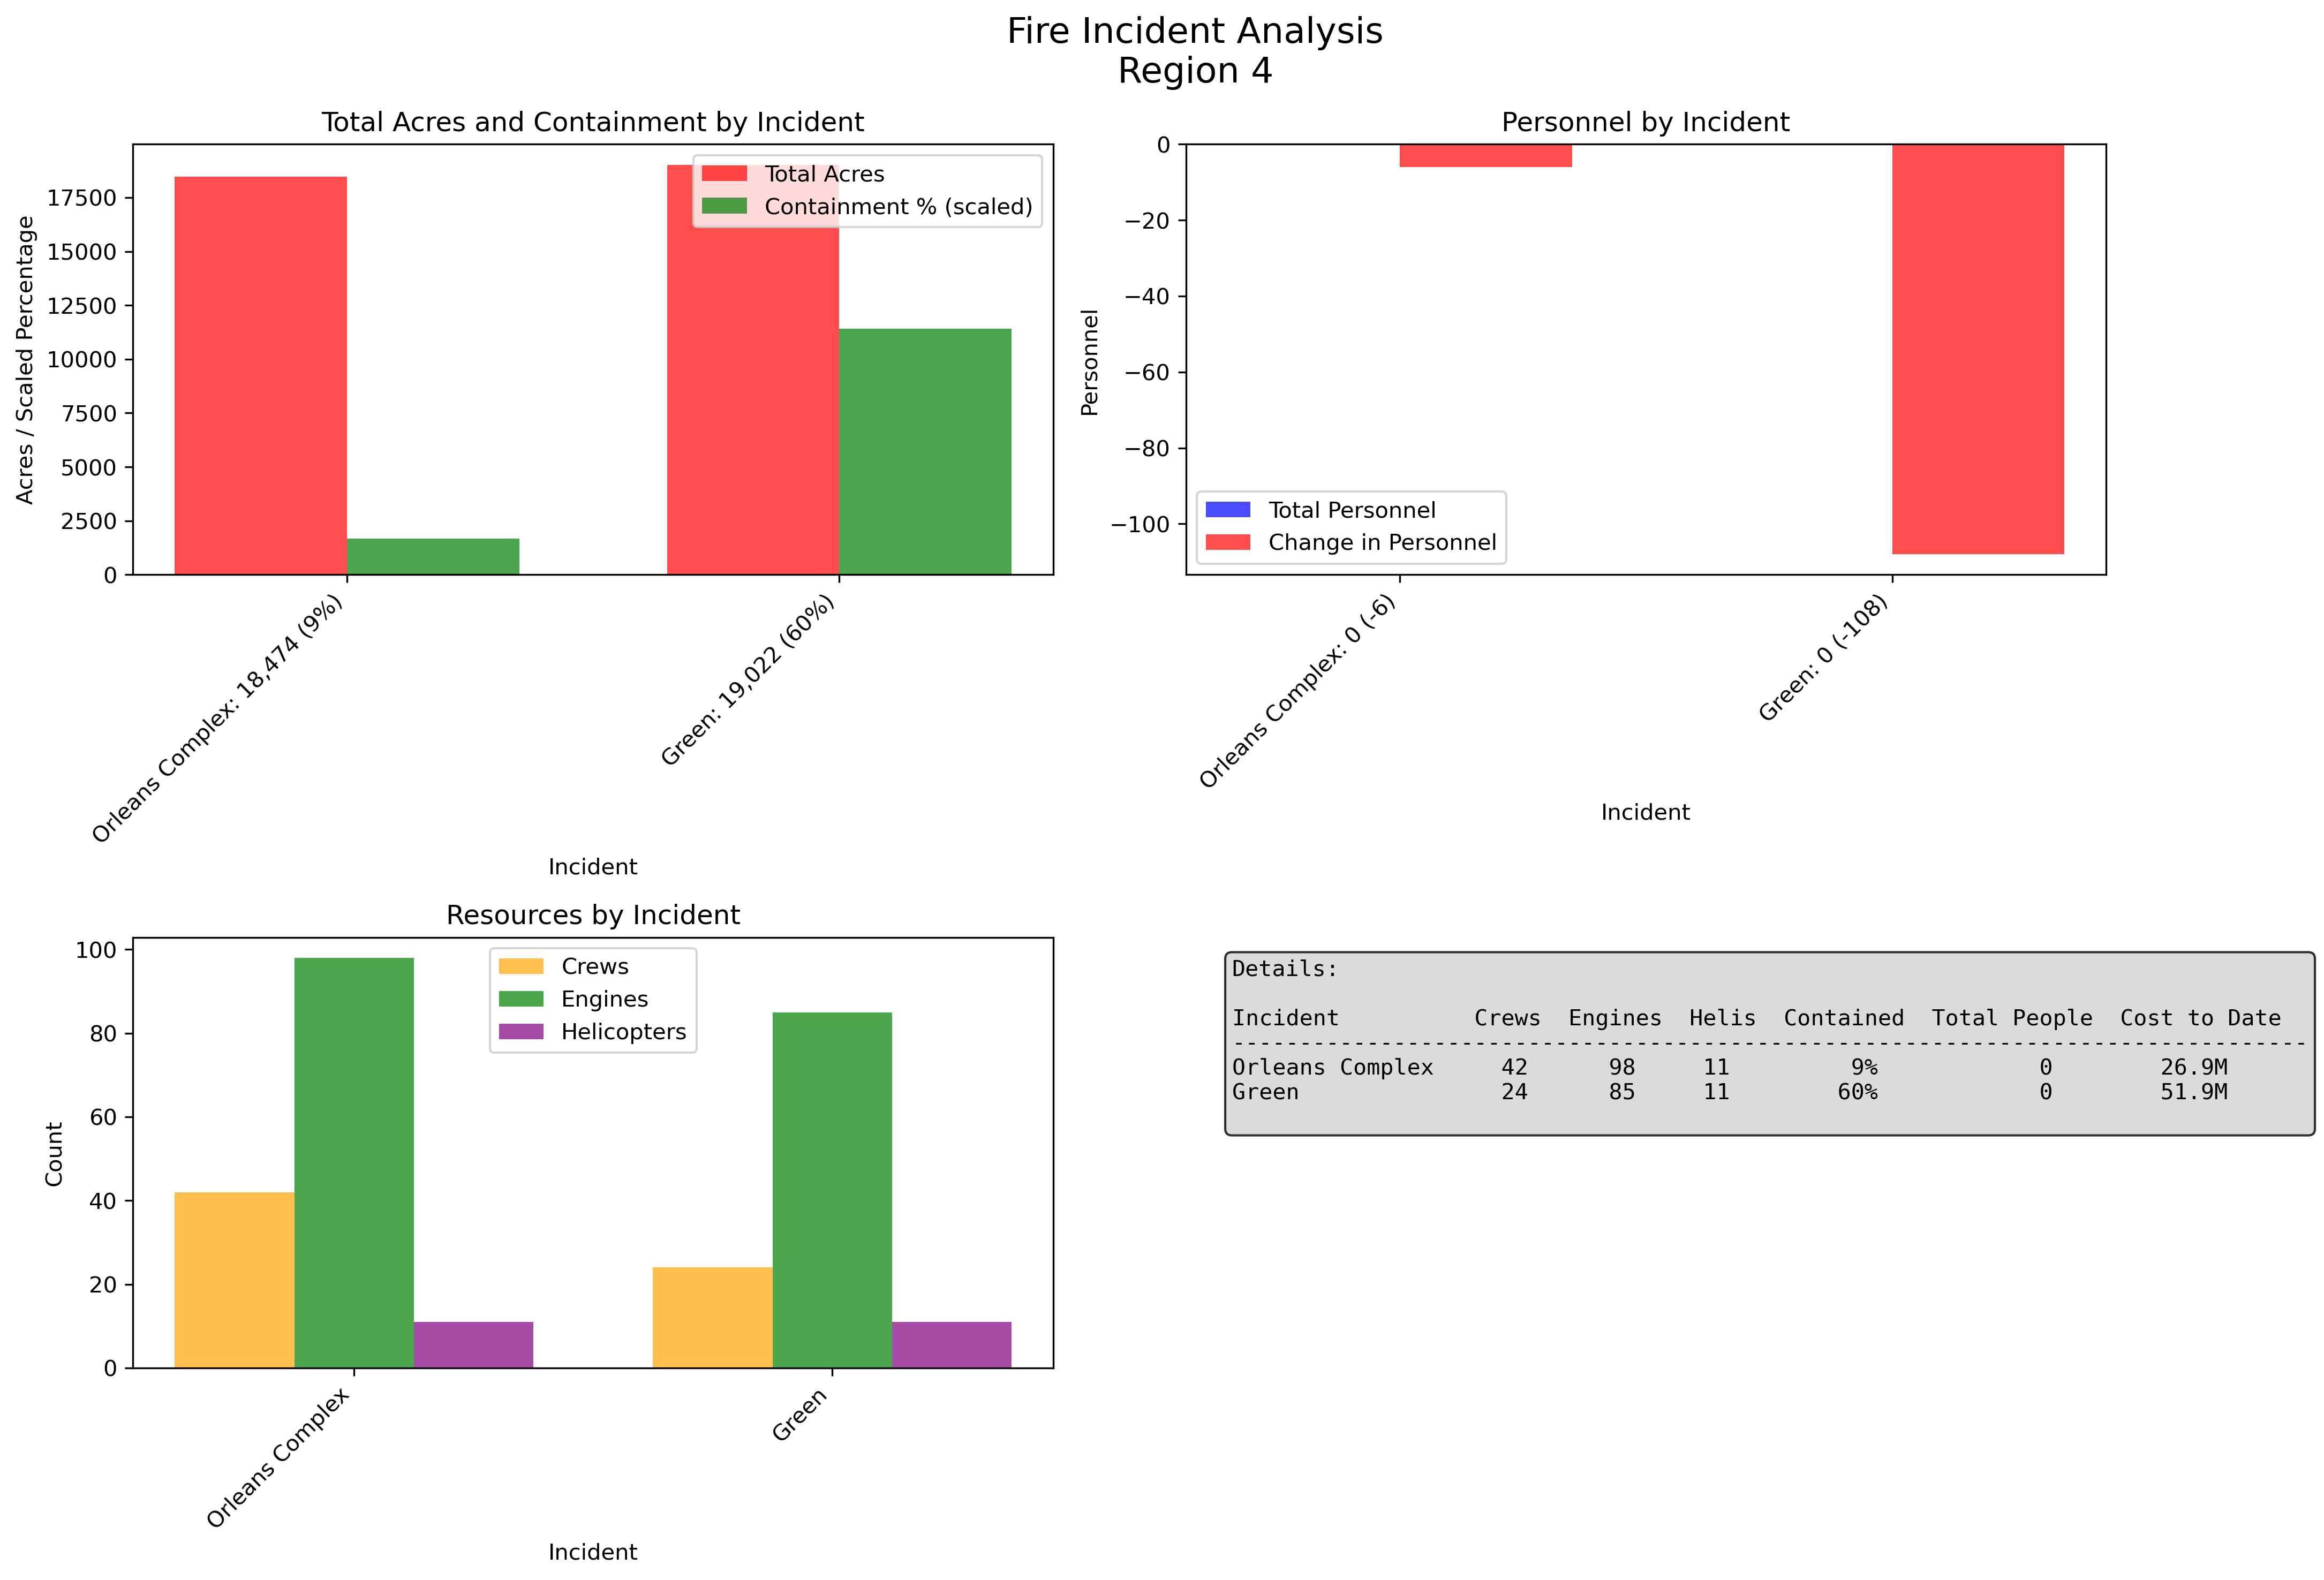 Fire Incident Analysis
Region 4
Total Acres and Containment by Incident
Acres / Scaled Percentage
17500
15000
12500
10000
7500
5000
2500
0
Total Acres
Containment % (scaled)
Orleans Complex: 18,474 (9%)
Green: 19,022 (60%)
Incident
Personnel by Incident
Personnel
0
−20
−40
−60
−80
−100
Total Personnel
Change in Personnel
Orleans Complex: 0 (-6)
Green: 0 (-108)
Incident
Resources by Incident
Count
100
80
60
40
20
0
Crews
Engines
Helicopters
Orleans Complex
Green
Incident
Details:
Incident Crews Engines Helis Contained Total People Cost to Date
--------------------------------------------------------------------------------
Orleans Complex 42 98 11 9% 0 26.9M
Green 24 85 11 60% 0 51.9M